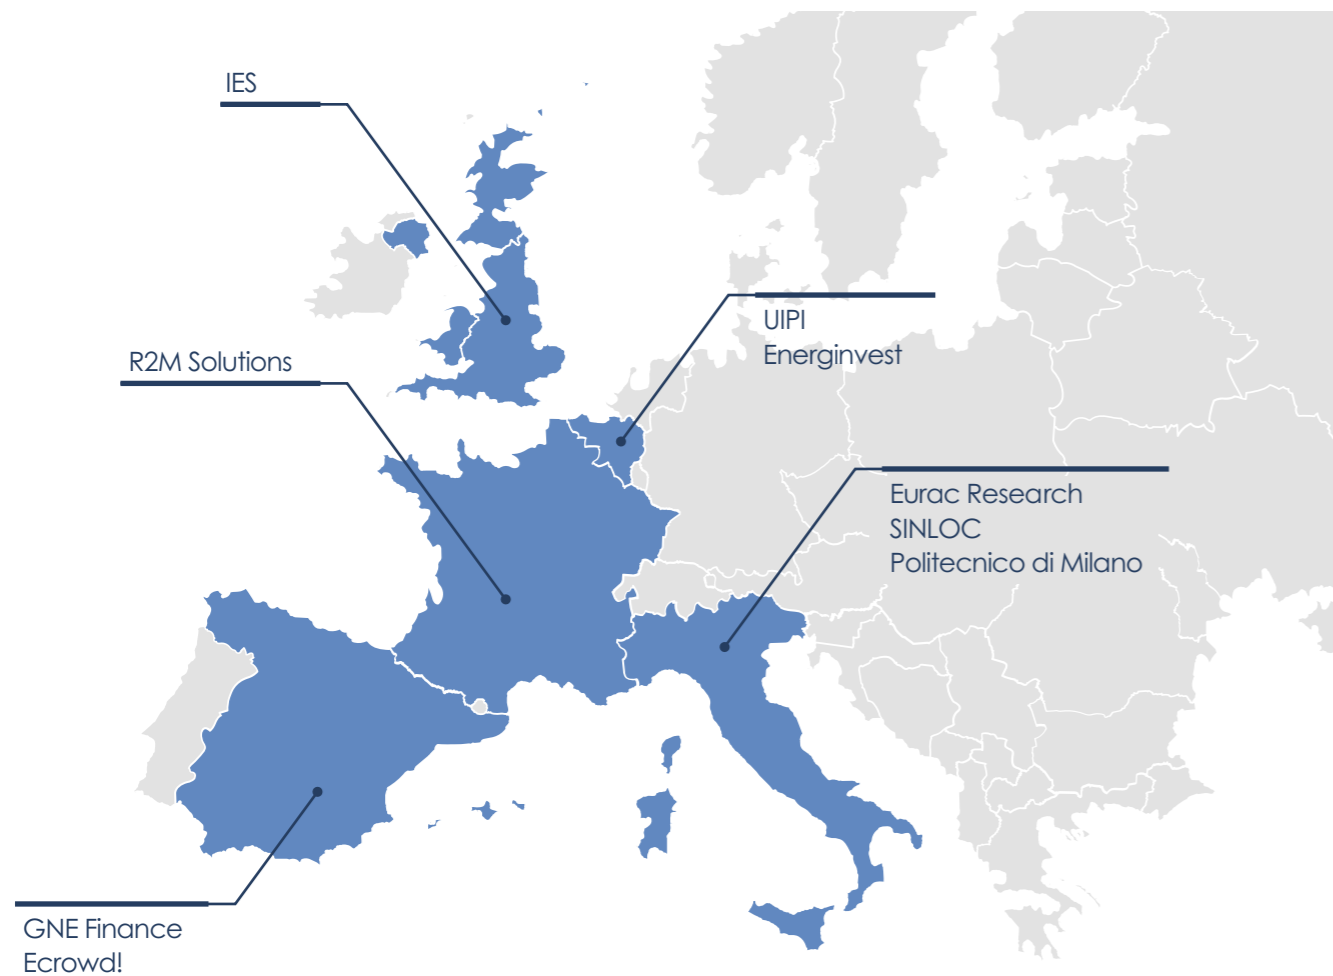 IES
UIPI
Energinvest
R2M Solutions
Eurac Research
SINLOC
Politecnico di Milano
GNE Finance
Ecrowd!